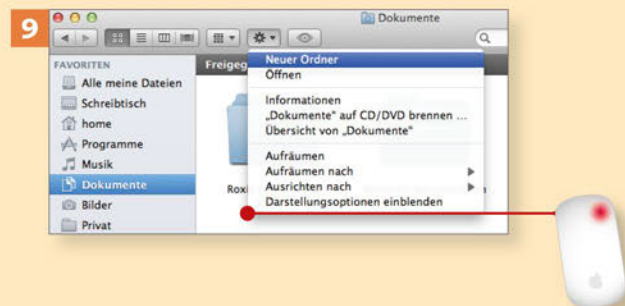 9
Dokumente
FAVORITEN
Alle meine Dateien
Schreibtisch
home
Programme
Musik
Dokumente
Bilder
Privat
Freigeg
Neuer Ordner
Öffnen
Informationen
„Dokumente“ auf CD/DVD brennen ...
Übersicht von „Dokumente“
Aufräumen
Aufräumen nach
Ausrichten nach
Darstellungsoptionen einblenden
Roxi
n